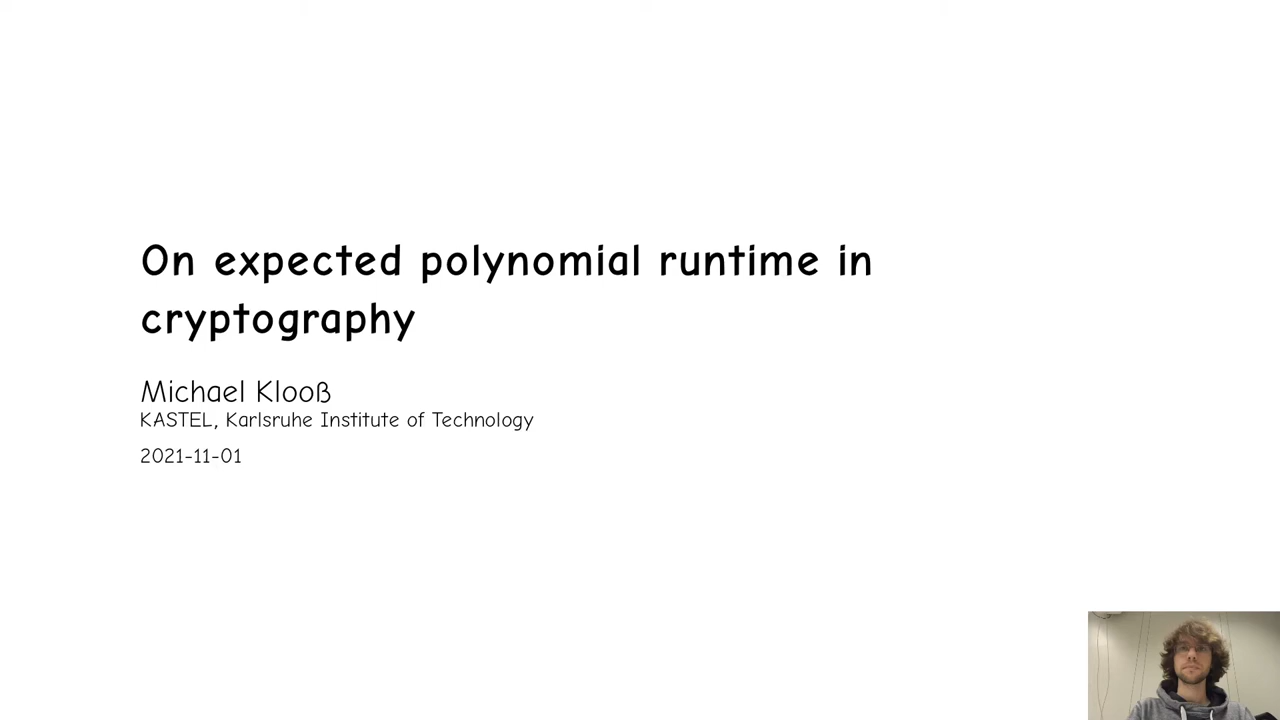 On expected polynomial runtime in
cryptography
Michael Klooß
KASTEL, Karlsruhe Institute of Technology
2021-11-01